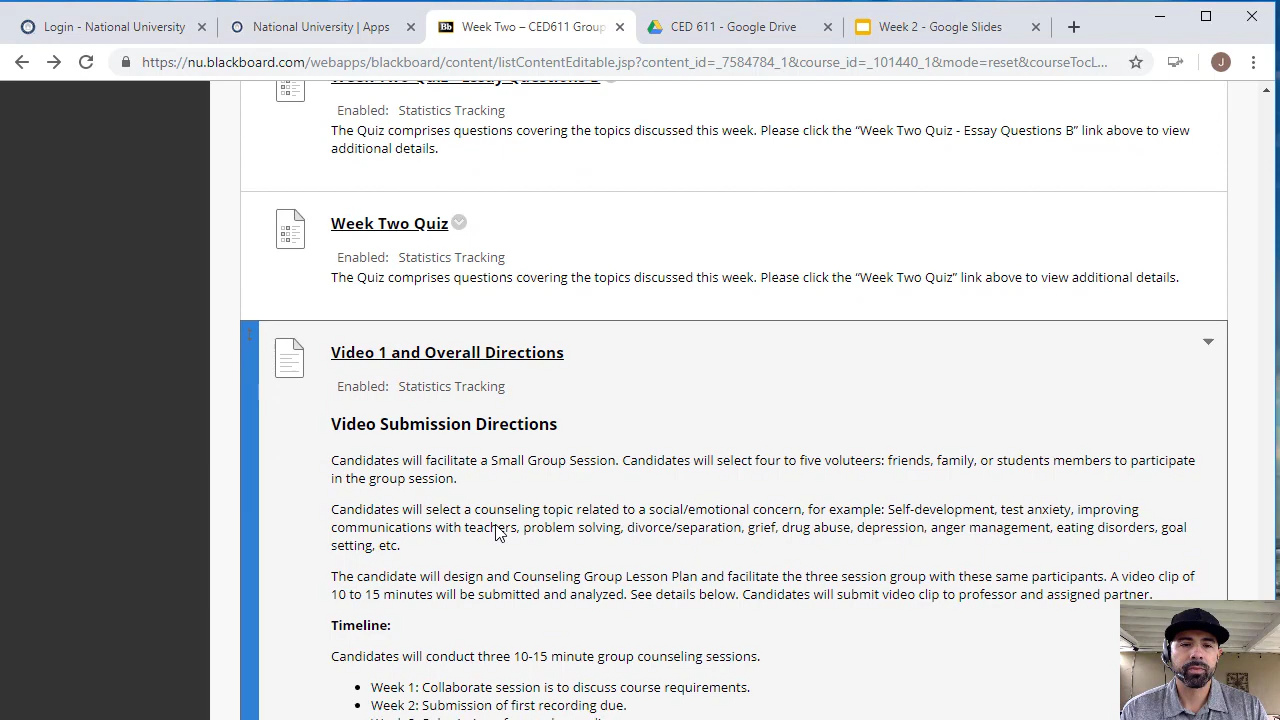 Login - National University
National University | Apps
Bb Week Two – CED611 Group
CED 611 - Google Drive
Week 2 - Google Slides
https://nu.blackboard.com/webapps/blackboard/content/listContentEditable.jsp?content_id=_7584784_1&course_id=_101440_1&mode=reset&courseTocL...
J
Week Two Quiz - Essay Questions B
Enabled: Statistics Tracking
The Quiz comprises questions covering the topics discussed this week. Please click the “Week Two Quiz - Essay Questions B” link above to view
additional details.
Week Two Quiz
Enabled: Statistics Tracking
The Quiz comprises questions covering the topics discussed this week. Please click the “Week Two Quiz” link above to view additional details.
Video 1 and Overall Directions
Enabled: Statistics Tracking
Video Submission Directions
Candidates will facilitate a Small Group Session. Candidates will select four to five voluteers: friends, family, or students members to participate
in the group session.
Candidates will select a counseling topic related to a social/emotional concern, for example: Self-development, test anxiety, improving
communications with teachers, problem solving, divorce/separation, grief, drug abuse, depression, anger management, eating disorders, goal
setting, etc.
The candidate will design and Counseling Group Lesson Plan and facilitate the three session group with these same participants. A video clip of
10 to 15 minutes will be submitted and analyzed. See details below. Candidates will submit video clip to professor and assigned partner.
Timeline:
Candidates will conduct three 10-15 minute group counseling sessions.
Week 1: Collaborate session is to discuss course requirements.
Week 2: Submission of first recording due.